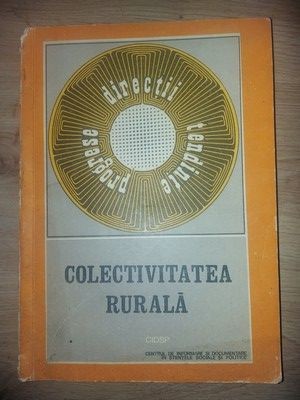 progrese directii tendinte
COLECTIVITATEA
RURALĂ
CIDSP
CENTRUL DE INFORMARE ȘI DOCUMENTARE
ÎN ȘTIINȚELE SOCIALE ȘI POLITICE